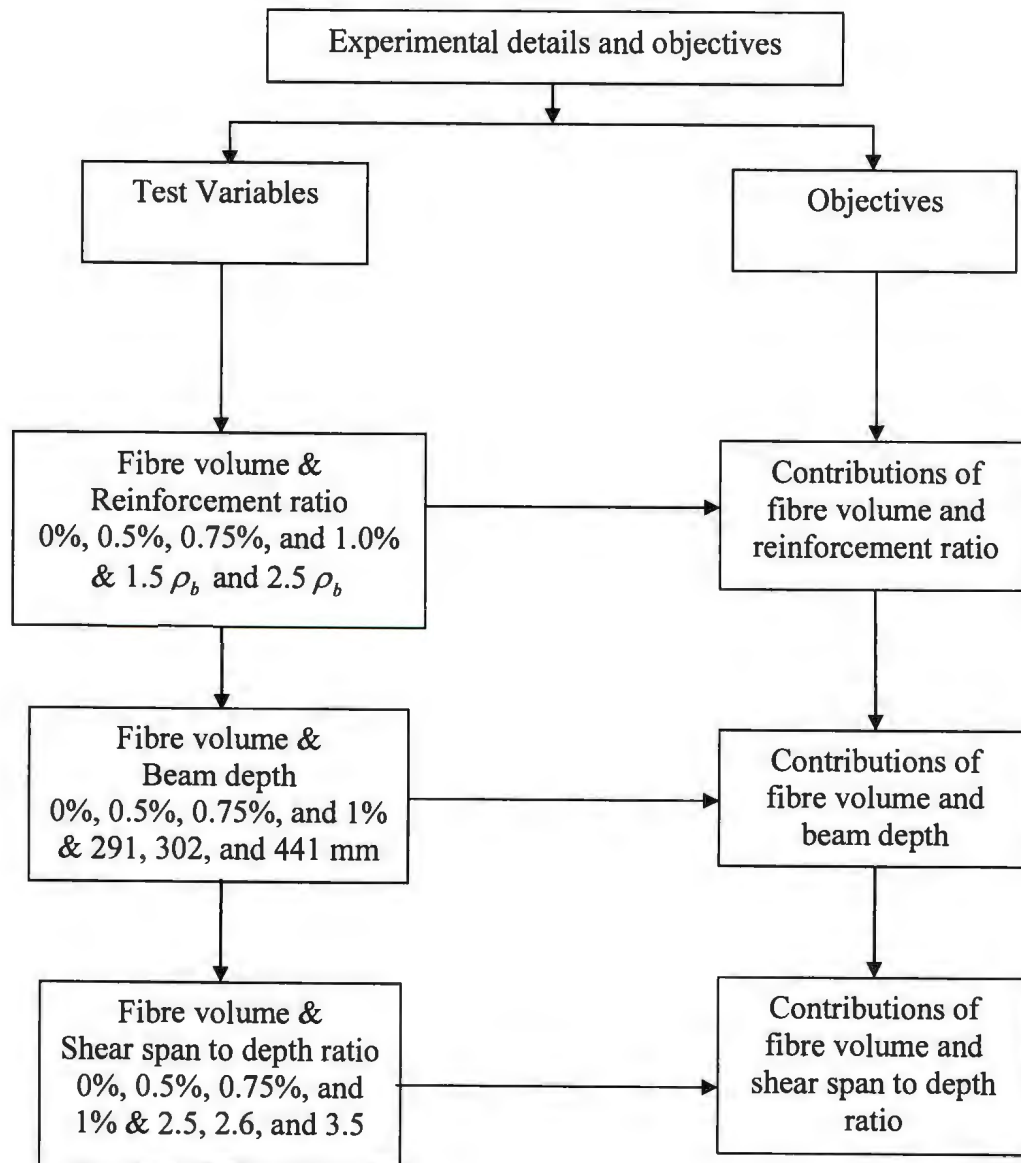 Experimental details and objectives
Test Variables
Objectives
Fibre volume &
Reinforcement ratio
0%, 0.5%, 0.75%, and 1.0%
& 1.5 ρ_b and 2.5 ρ_b
Contributions of
fibre volume and
reinforcement ratio
Fibre volume &
Beam depth
0%, 0.5%, 0.75%, and 1%
& 291, 302, and 441 mm
Contributions of
fibre volume and
beam depth
Fibre volume &
Shear span to depth ratio
0%, 0.5%, 0.75%, and
1% & 2.5, 2.6, and 3.5
Contributions of
fibre volume and
shear span to depth
ratio